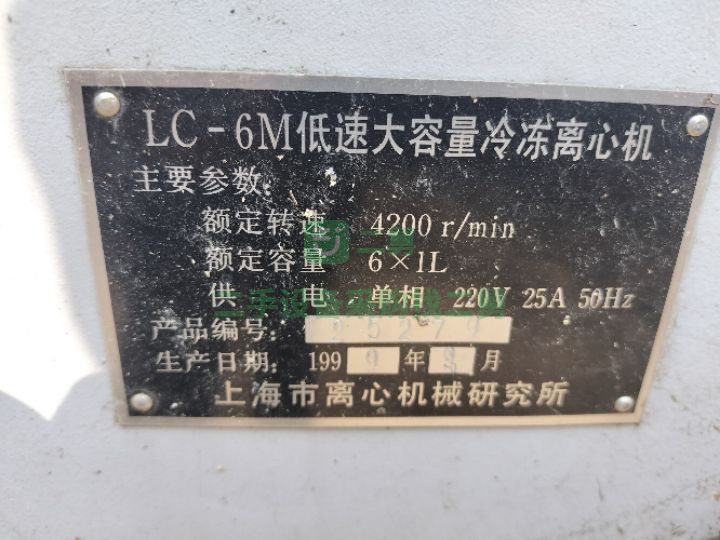 LC-6M低速大容量冷冻离心机
主要参数:
额定转速 4200 r/min
额定容量 6×1L
供 电 单相 220V 25A 50Hz
产品编号: 25279
生产日期: 199 年 月
上海市离心机械研究所